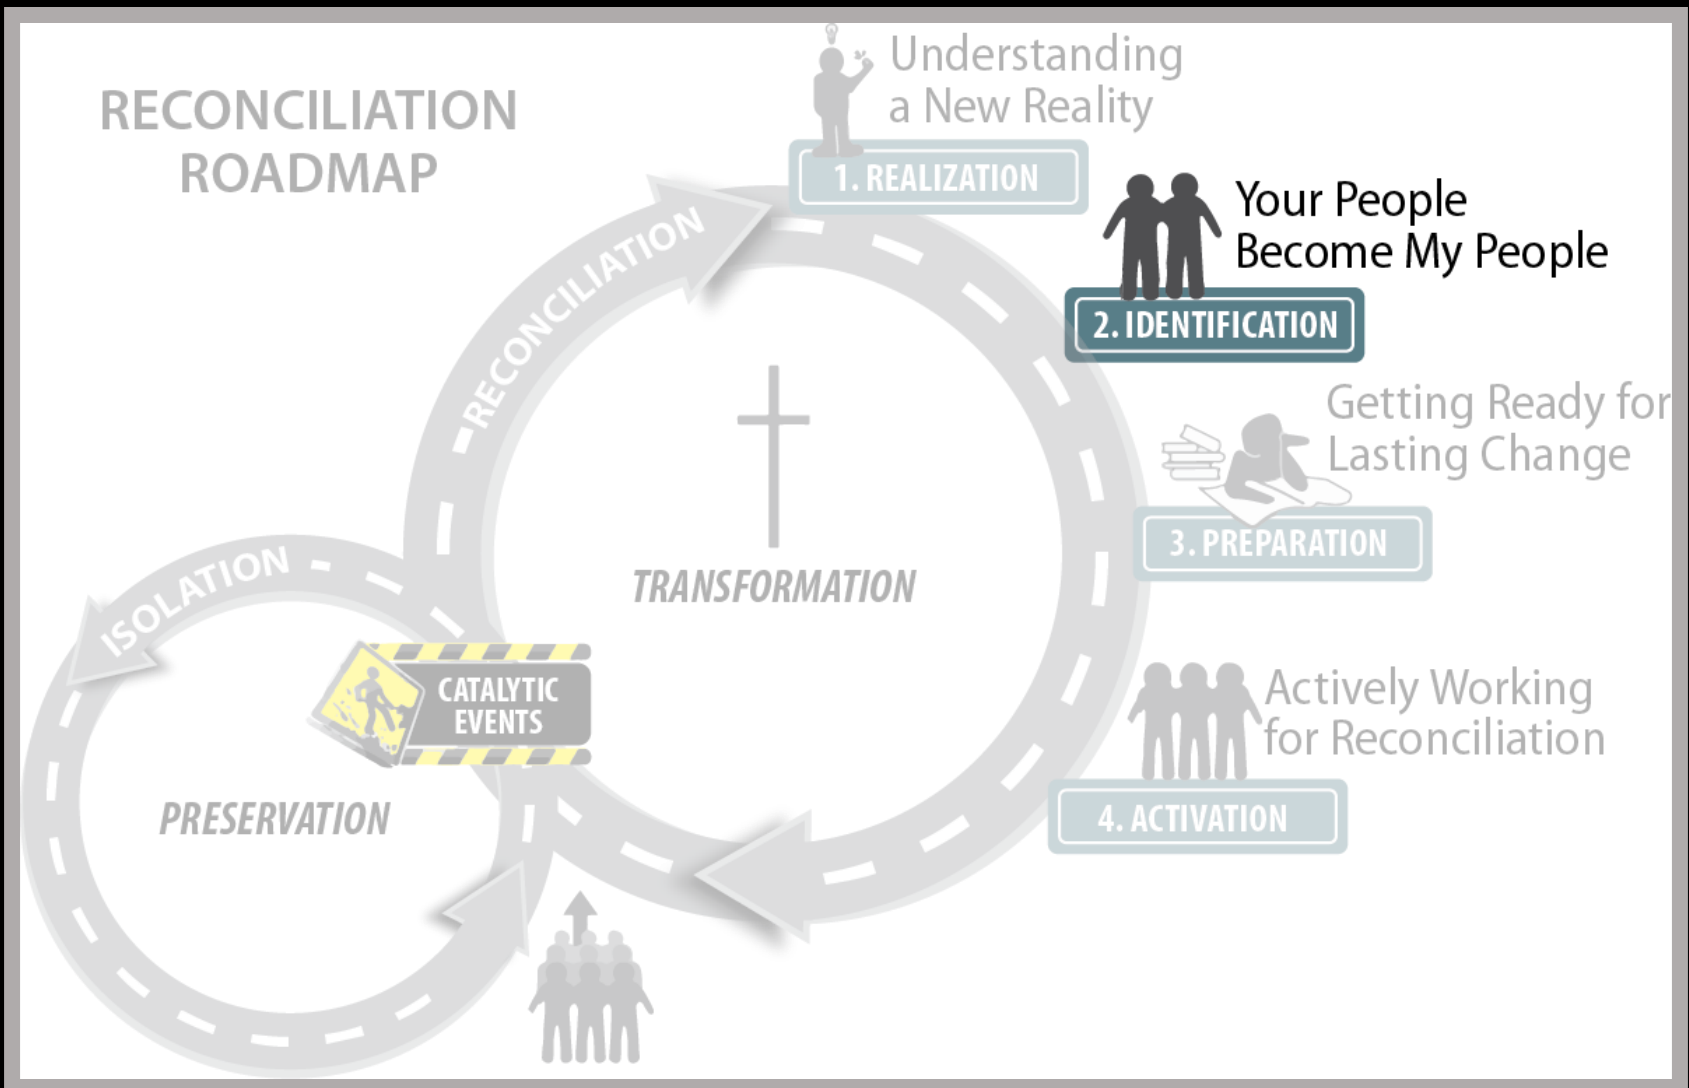 RECONCILIATION
ROADMAP
Understanding
a New Reality
1. REALIZATION
Your People
Become My People
2. IDENTIFICATION
Getting Ready for
Lasting Change
3. PREPARATION
Actively Working
for Reconciliation
4. ACTIVATION
RECONCILIATION
TRANSFORMATION
ISOLATION
CATALYTIC
EVENTS
PRESERVATION